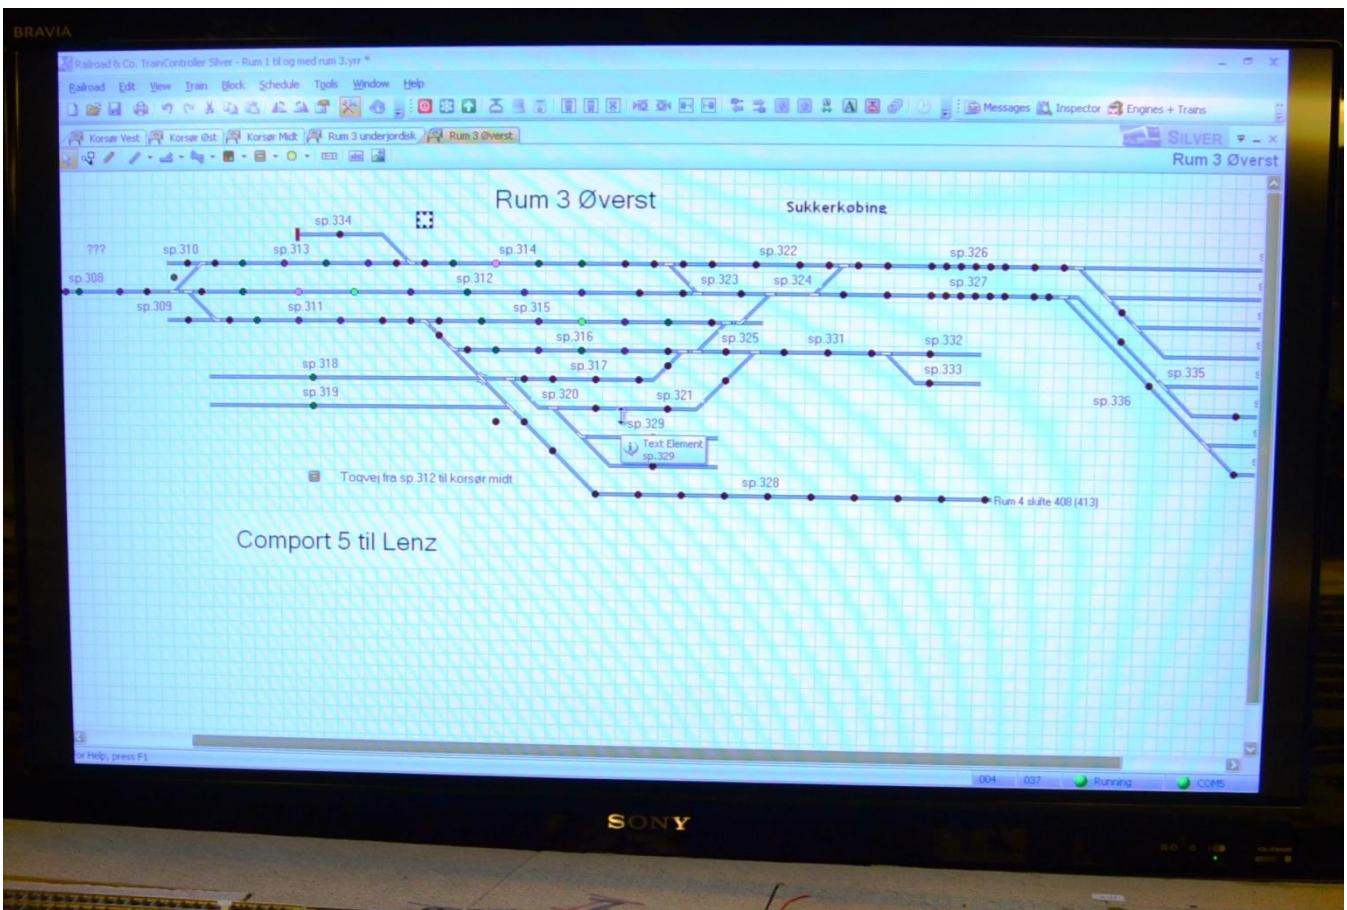 BRAVIA
Railroad & Co. TrainController Silver - Rum 1 til og med rum 3.yrr *
Railroad Edit View Train Block Schedule Tools Window Help
Messages Inspector Engines + Trains
Korsør Vest Korsør Øst Korsør Midt Rum 3 underjordisk Rum 3 Øverst
SILVER
Rum 3 Øverst
Rum 3 Øverst
Sukkerkøbing
sp.334
??? sp.310 sp.313 sp.314 sp.322 sp.326
sp.308 sp.312 sp.323 sp.324 sp.327
sp.309 sp.311 sp.315
sp.316 sp.325 sp.331 sp.332
sp.318 sp.317 sp.333 sp.335
sp.319 sp.320 sp.321 sp.336
sp.329
Text Element
sp.329
Togvej fra sp.312 til korsør midt
sp.328
Rum 4 skifte 408 (413)
Comport 5 til Lenz
or Help, press F1
004 037 Running COM5
SONY